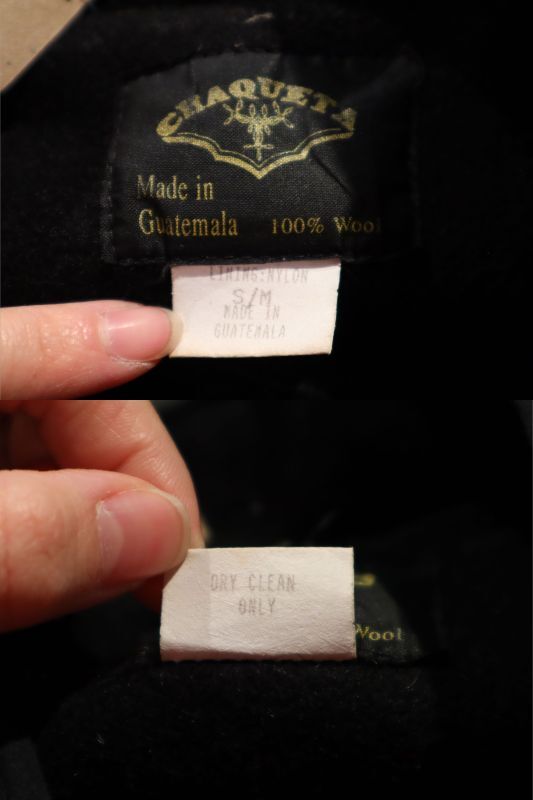 CHAQUETA
Made in
Guatemala 100% Wool
LINING:NYLON
S/M
MADE IN
GUATEMALA
DRY CLEAN
ONLY
Wool